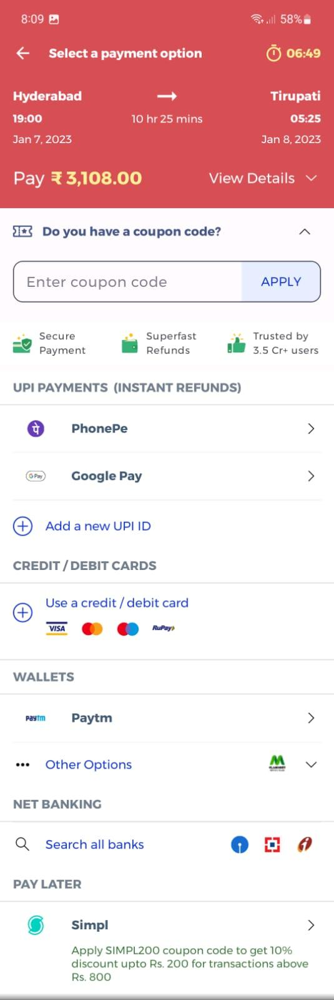 8:09 58%
Select a payment option 06:49
Hyderabad Tirupati
19:00 10 hr 25 mins 05:25
Jan 7, 2023 Jan 8, 2023
Pay ₹ 3,108.00 View Details
Do you have a coupon code?
Enter coupon code APPLY
Secure Superfast Trusted by
Payment Refunds 3.5 Cr+ users
UPI PAYMENTS (INSTANT REFUNDS)
पे PhonePe
G Pay Google Pay
Add a new UPI ID
CREDIT / DEBIT CARDS
Use a credit / debit card
VISA RuPay
WALLETS
paytm Paytm
Other Options
NET BANKING
Search all banks
PAY LATER
Simpl
Apply SIMPL200 coupon code to get 10%
discount upto Rs. 200 for transactions above
Rs. 800